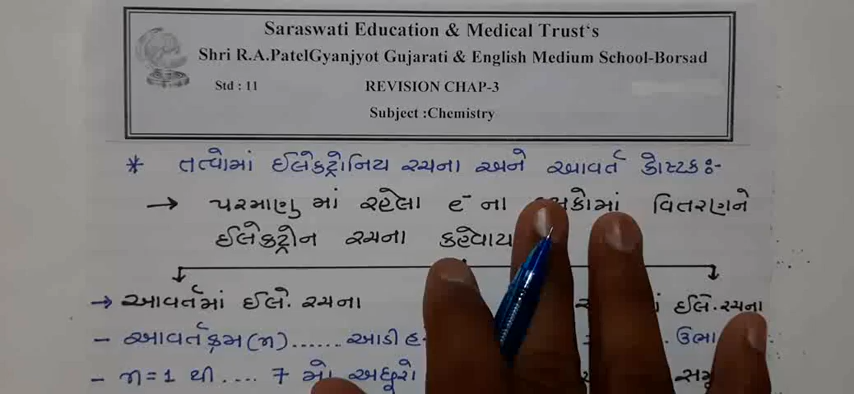 Saraswati Education & Medical Trust's
Shri R.A.PatelGyanjyot Gujarati & English Medium School-Borsad
Std : 11 REVISION CHAP-3
Subject :Chemistry
* તત્વોમાં ઈલેક્ટ્રોનિય રચના અને આવર્ત કોષ્ટક :-
→ પરમાણુ માં રહેલા e⁻ ના વિતરણને
ઈલેક્ટ્રોન રચના કહેવાય
→ આવર્તમાં ઈલે. રચના ઈલે. રચના
- આવર્તક્રમ (n) ...... આડી ઉભા
- n = 1 થી .... 7 મો અધૂરો